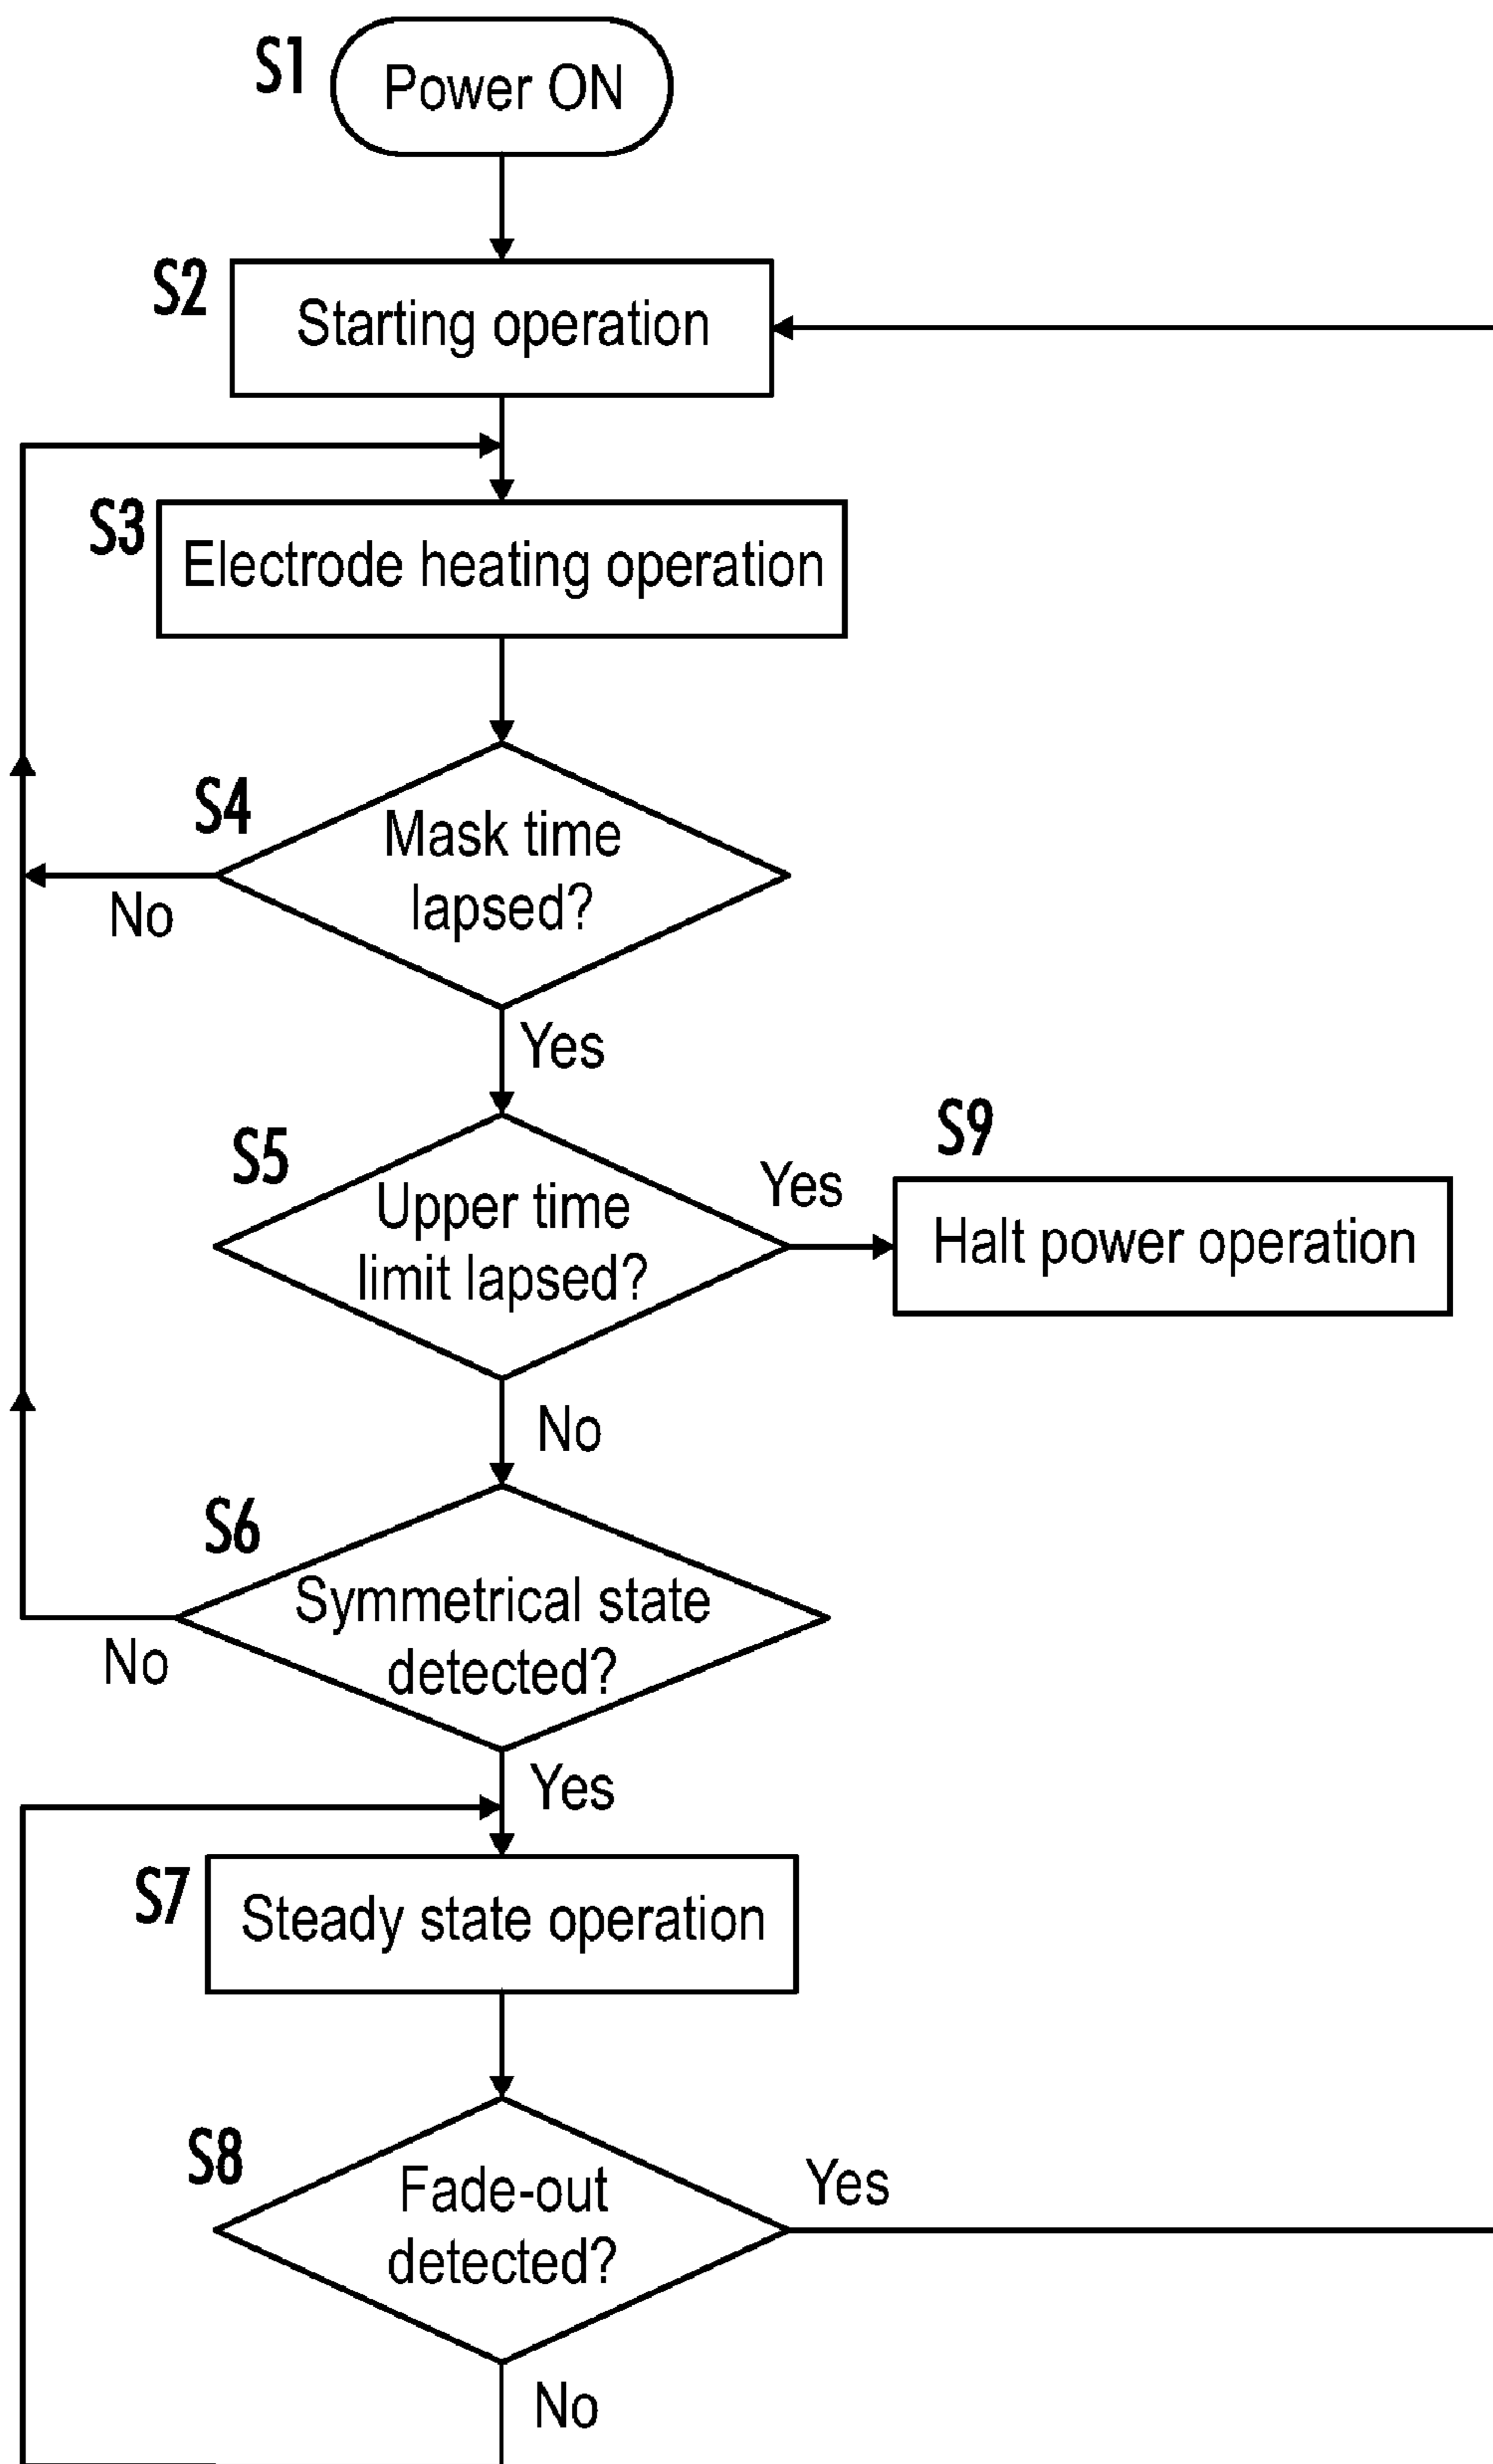 S1
Power ON
S2
Starting operation
S3
Electrode heating operation
S4
Mask time
lapsed?
No
Yes
S5
Upper time
limit lapsed?
Yes
S9
Halt power operation
No
S6
Symmetrical state
detected?
No
Yes
S7
Steady state operation
S8
Fade-out
detected?
Yes
No